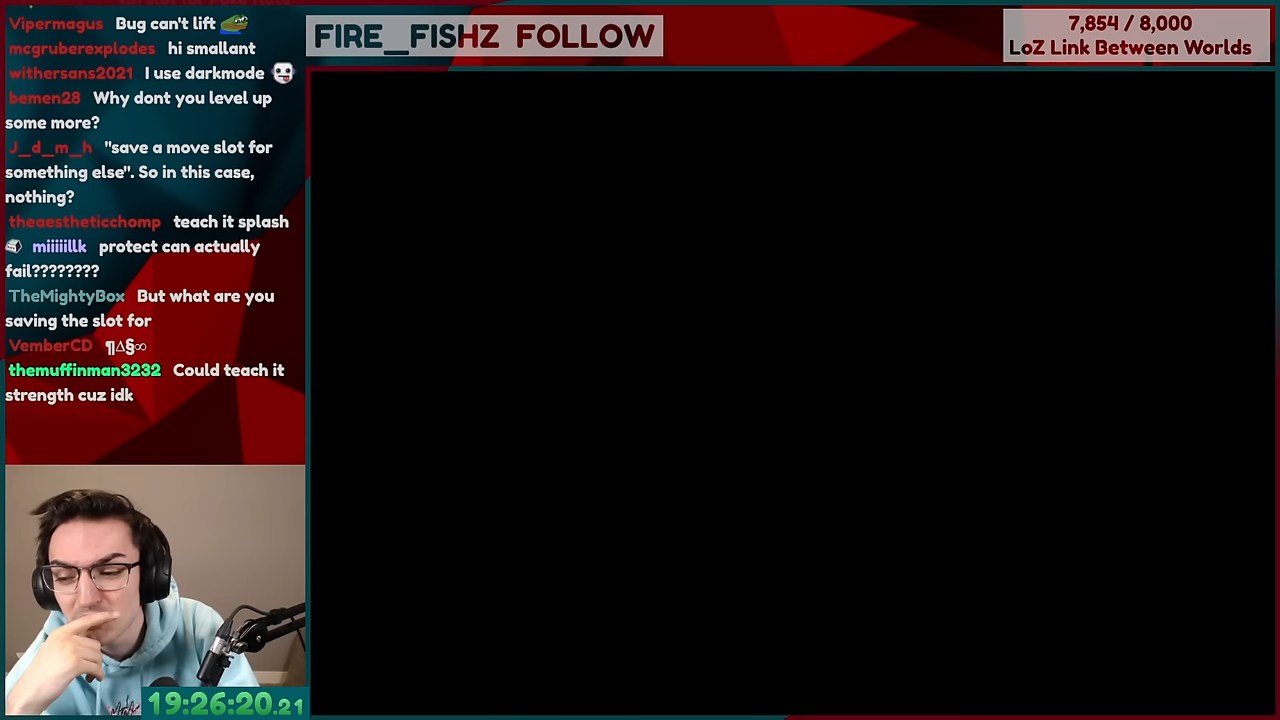 Vipermagus Bug can't lift
mcgruberexplodes hi smallant
withersans2021 I use darkmode
bemen28 Why dont you level up
some more?
J_d_m_h "save a move slot for
something else". So in this case,
nothing?
theaestheticchomp teach it splash
miiiiillk protect can actually
fail????????
TheMightyBox But what are you
saving the slot for
VemberCD ¶∆§∞
themuffinman3232 Could teach it
strength cuz idk
FIRE_FISHZ FOLLOW
7,854 / 8,000
LoZ Link Between Worlds
19:26:20.21